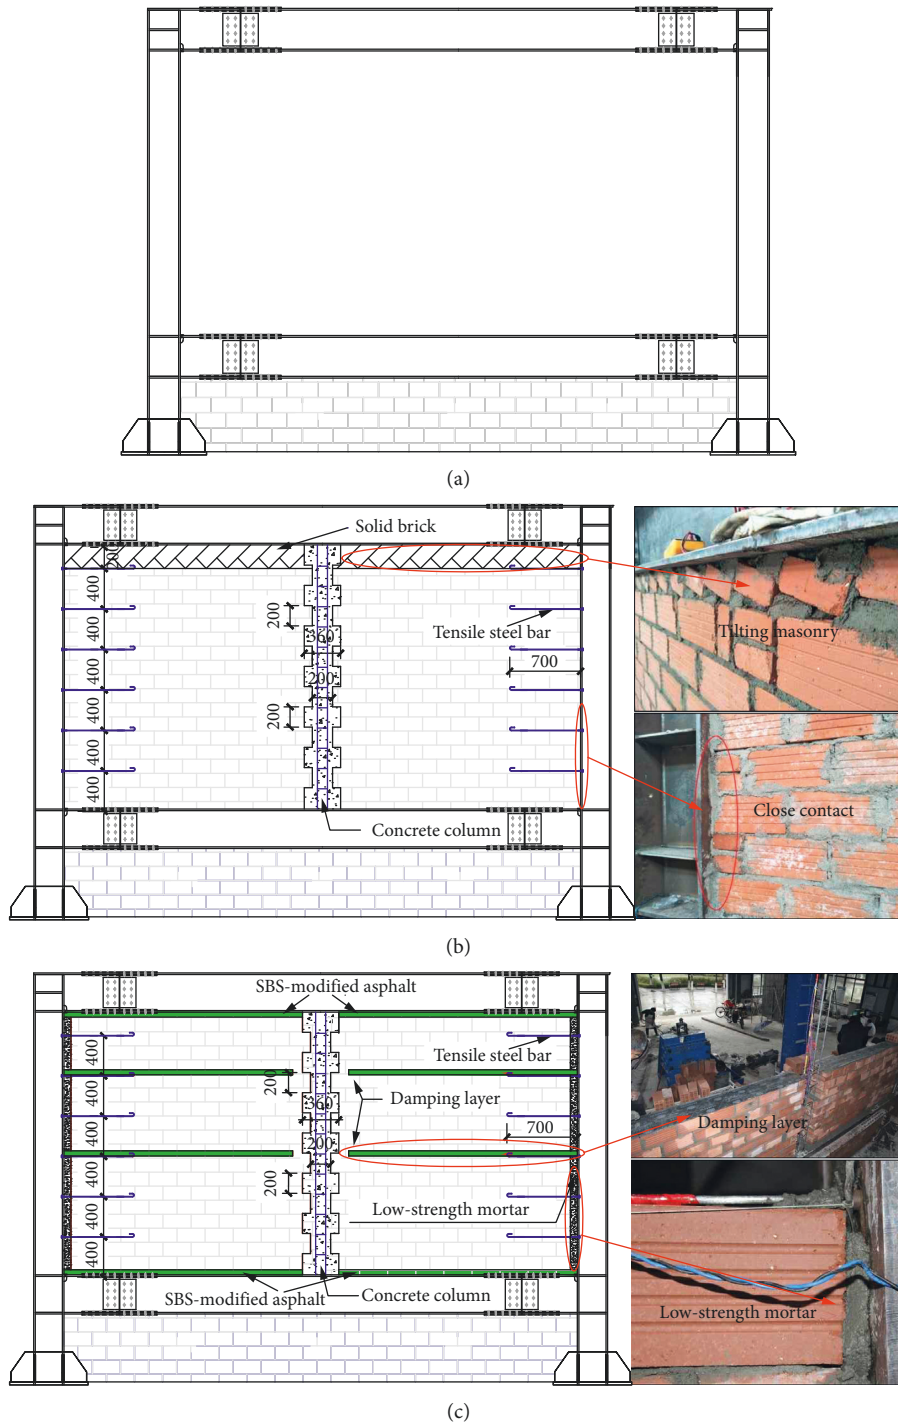 (a)
Solid brick
200
400
400
200
Tensile steel bar
Tilting masonry
360
400
700
200
400
200
400
Close contact
400
Concrete column
(b)
SBS-modified asphalt
400
Tensile steel bar
200
400
Damping layer
360
400
700
Damping layer
200
400
200
Low-strength mortar
400
400
SBS-modified asphalt
Concrete column
Low-strength mortar
(c)